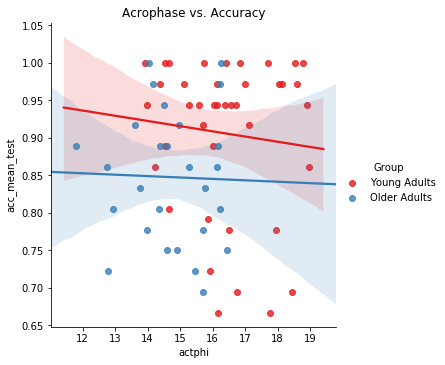 Acrophase vs. Accuracy
1.05
1.00
0.95
0.90
0.85
0.80
0.75
0.70
0.65
acc_mean_test
12 13 14 15 16 17 18 19
actphi
Group
Young Adults
Older Adults